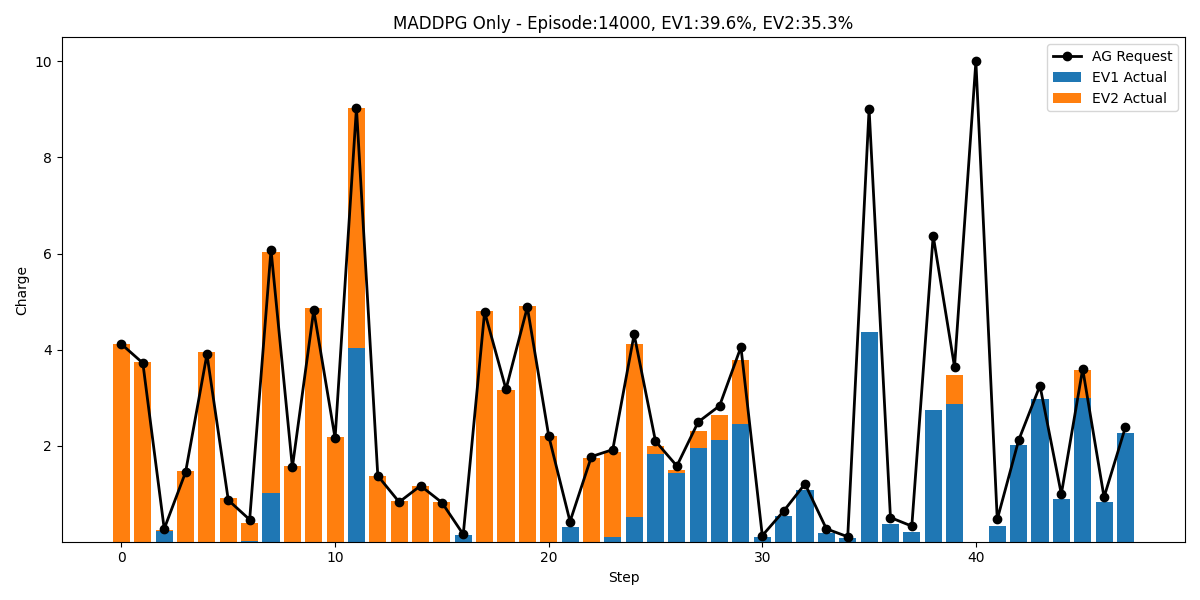 MADDPG Only - Episode:14000, EV1:39.6%, EV2:35.3%
AG Request
EV1 Actual
EV2 Actual
Charge
10
8
6
4
2
0 10 20 30 40
Step